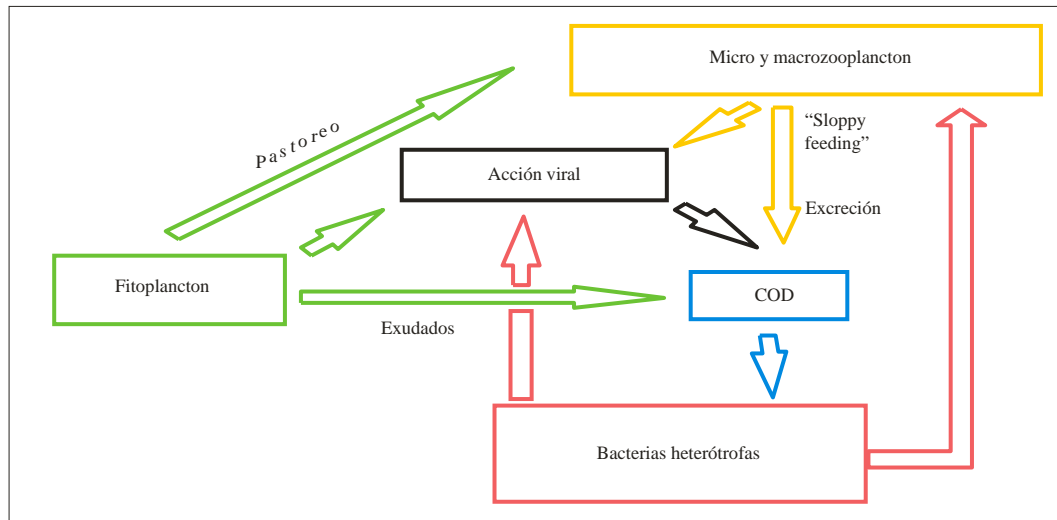 Micro y macrozooplancton
Pastoreo
“Sloppy
feeding”
Acción viral
Excreción
Fitoplancton
COD
Exudados
Bacterias heterótrofas